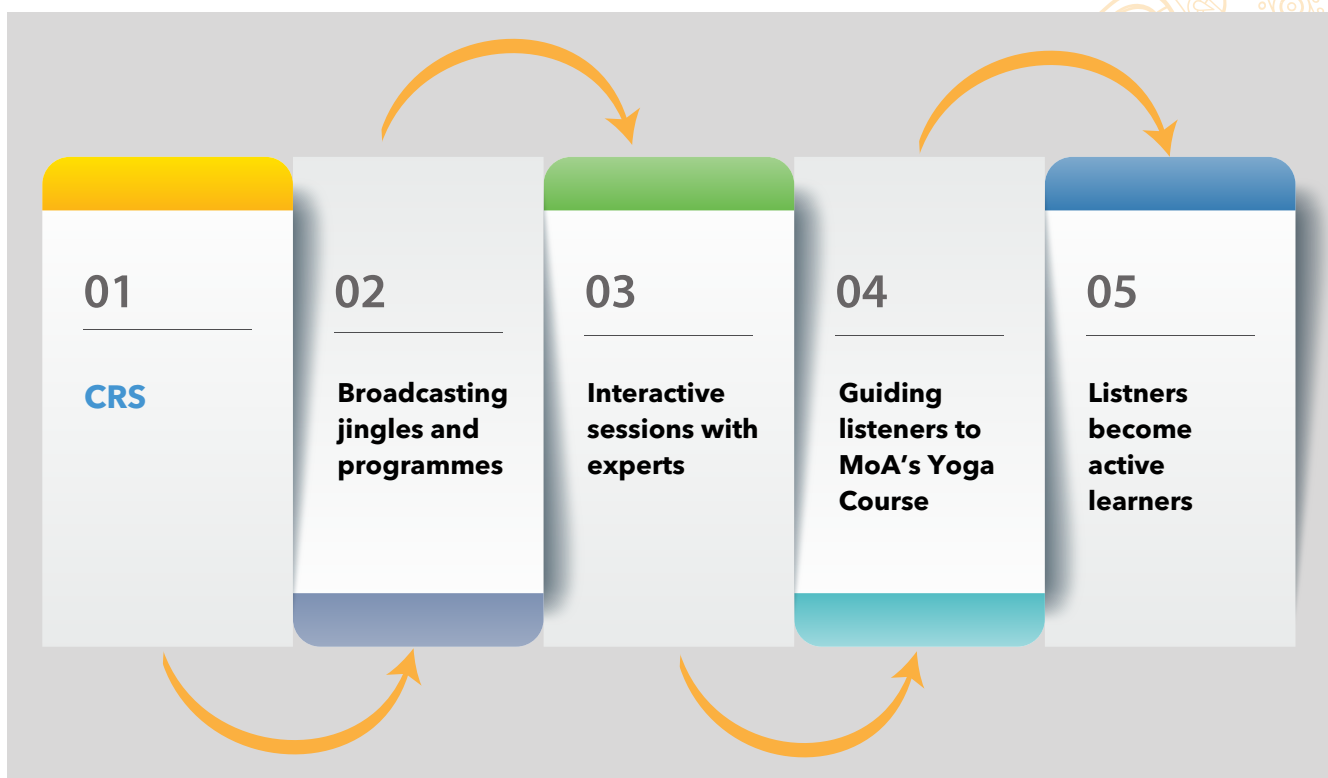 01
CRS
02
Broadcasting
jingles and
programmes
03
Interactive
sessions with
experts
04
Guiding
listeners to
MoA's Yoga
Course
05
Listners
become
active
learners